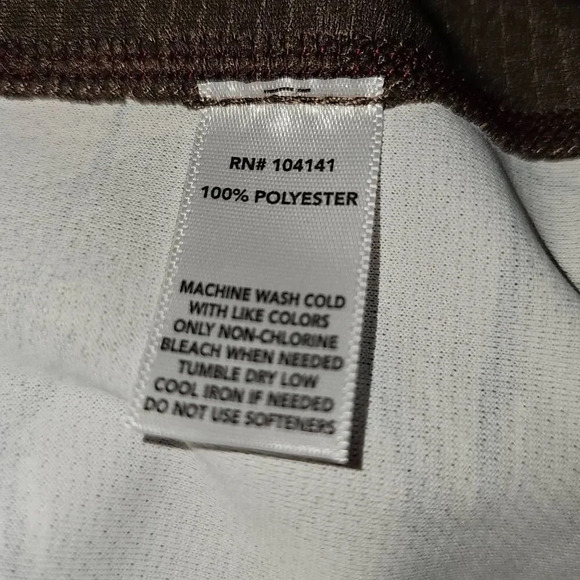 RN# 104141
100% POLYESTER
MACHINE WASH COLD
WITH LIKE COLORS
ONLY NON-CHLORINE
BLEACH WHEN NEEDED
TUMBLE DRY LOW
COOL IRON IF NEEDED
DO NOT USE SOFTENERS